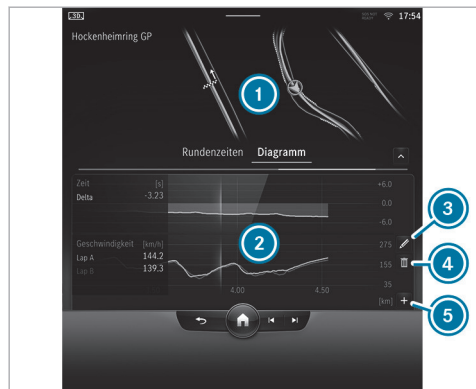 SD
17:54
Hockenheimring GP
1
Rundenzeiten Diagramm
Zeit [s] +6.0
Delta -3.23 0.0
-6.0
3
2
Geschwindigkeit [km/h] 275
Lap A 144.2 155
Lap B 139.3
4
35
4.00 4.50
[km] +
5